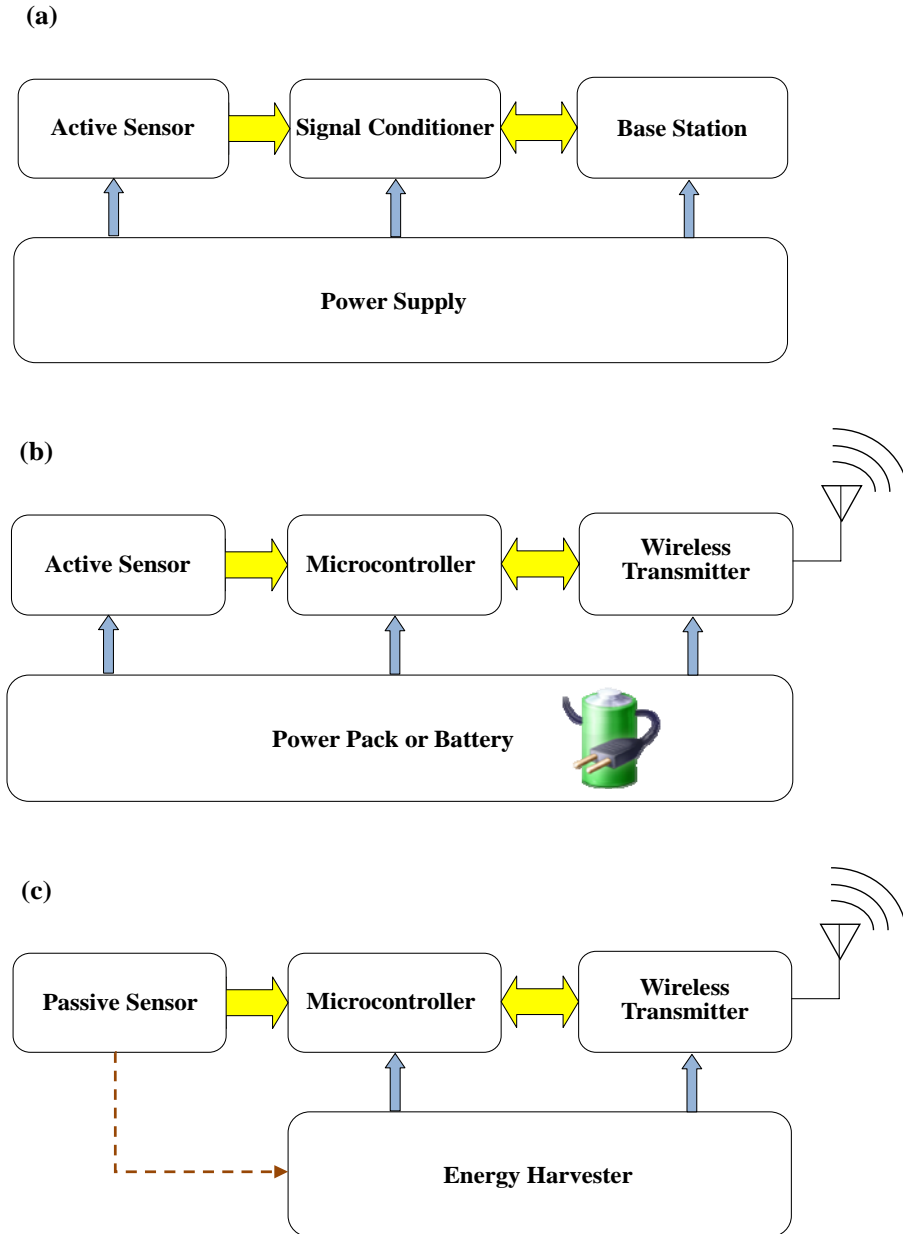 (a)
Active Sensor
Signal Conditioner
Base Station
Power Supply
(b)
Active Sensor
Microcontroller
Wireless
Transmitter
Power Pack or Battery
(c)
Passive Sensor
Microcontroller
Wireless
Transmitter
Energy Harvester